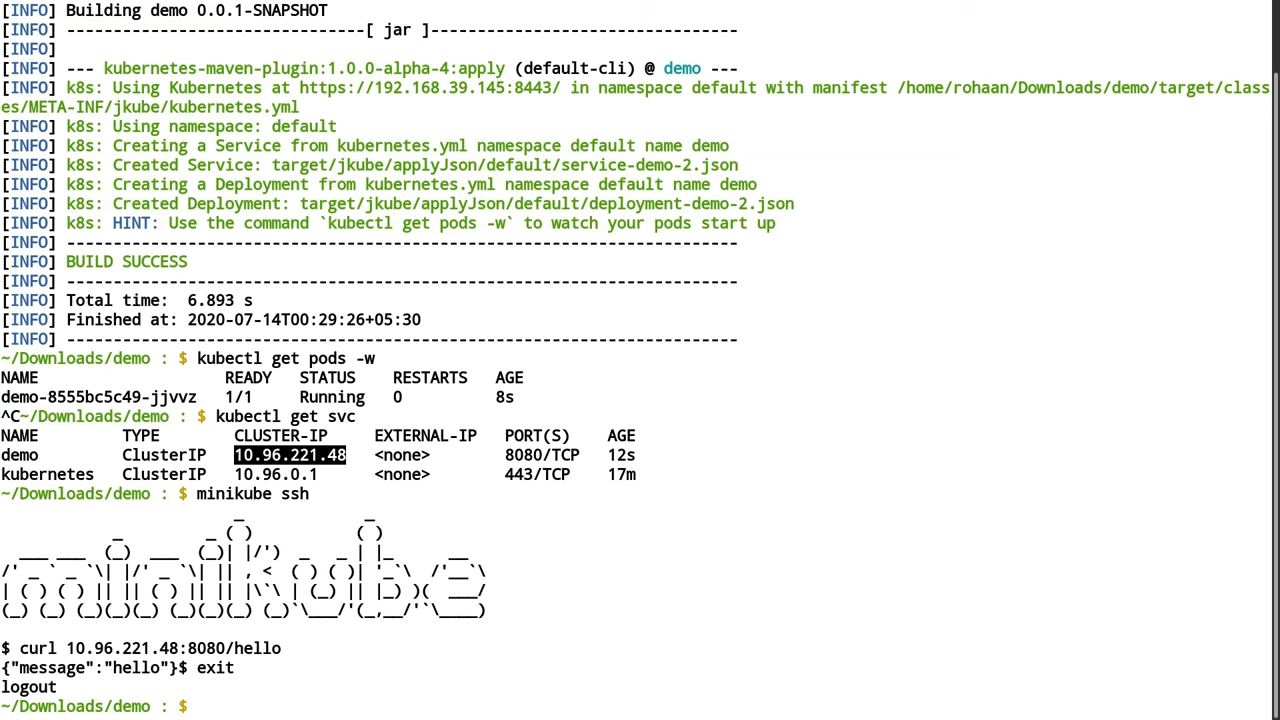 [INFO] Building demo 0.0.1-SNAPSHOT
[INFO] --------------------------------[ jar ]---------------------------------
[INFO]
[INFO] --- kubernetes-maven-plugin:1.0.0-alpha-4:apply (default-cli) @ demo ---
[INFO] k8s: Using Kubernetes at https://192.168.39.145:8443/ in namespace default with manifest /home/rohaan/Downloads/demo/target/class
es/META-INF/jkube/kubernetes.yml
[INFO] k8s: Using namespace: default
[INFO] k8s: Creating a Service from kubernetes.yml namespace default name demo
[INFO] k8s: Created Service: target/jkube/applyJson/default/service-demo-2.json
[INFO] k8s: Creating a Deployment from kubernetes.yml namespace default name demo
[INFO] k8s: Created Deployment: target/jkube/applyJson/default/deployment-demo-2.json
[INFO] k8s: HINT: Use the command `kubectl get pods -w` to watch your pods start up
[INFO] ------------------------------------------------------------------------
[INFO] BUILD SUCCESS
[INFO] ------------------------------------------------------------------------
[INFO] Total time:  6.893 s
[INFO] Finished at: 2020-07-14T00:29:26+05:30
[INFO] ------------------------------------------------------------------------
~/Downloads/demo : $ kubectl get pods -w
NAME                    READY   STATUS    RESTARTS   AGE
demo-8555bc5c49-jjvvz   1/1     Running   0          8s
^C~/Downloads/demo : $ kubectl get svc
NAME         TYPE        CLUSTER-IP     EXTERNAL-IP   PORT(S)    AGE
demo         ClusterIP   10.96.221.48   <none>        8080/TCP   12s
kubernetes   ClusterIP   10.96.0.1      <none>        443/TCP    17m
~/Downloads/demo : $ minikube ssh
minikube
$ curl 10.96.221.48:8080/hello
{"message":"hello"}$ exit
logout
~/Downloads/demo : $